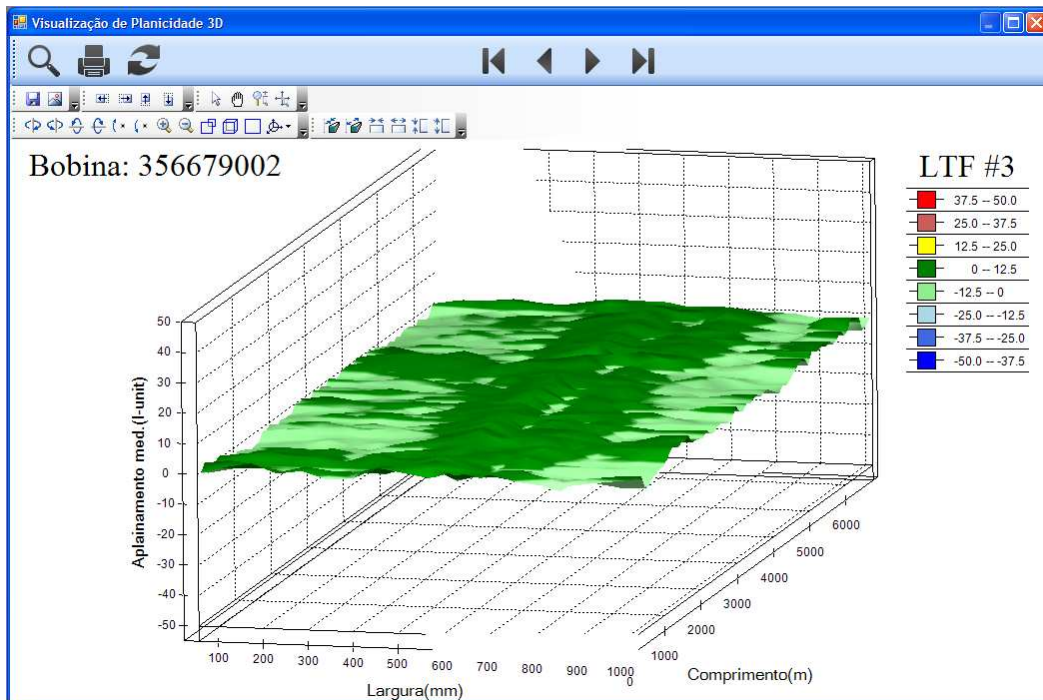 Visualização de Planicidade 3D
Bobina: 356679002
LTF #3
37.5 -- 50.0
25.0 -- 37.5
12.5 -- 25.0
0 -- 12.5
-12.5 -- 0
-25.0 -- -12.5
-37.5 -- -25.0
-50.0 -- -37.5
50
40
30
20
10
0
-10
-20
-30
-40
-50
Aplainamento med.(I-unit)
100 200 300 400 500 600 700 800 900 1000
Largura(mm)
0 1000 2000 3000 4000 5000 6000
Comprimento(m)